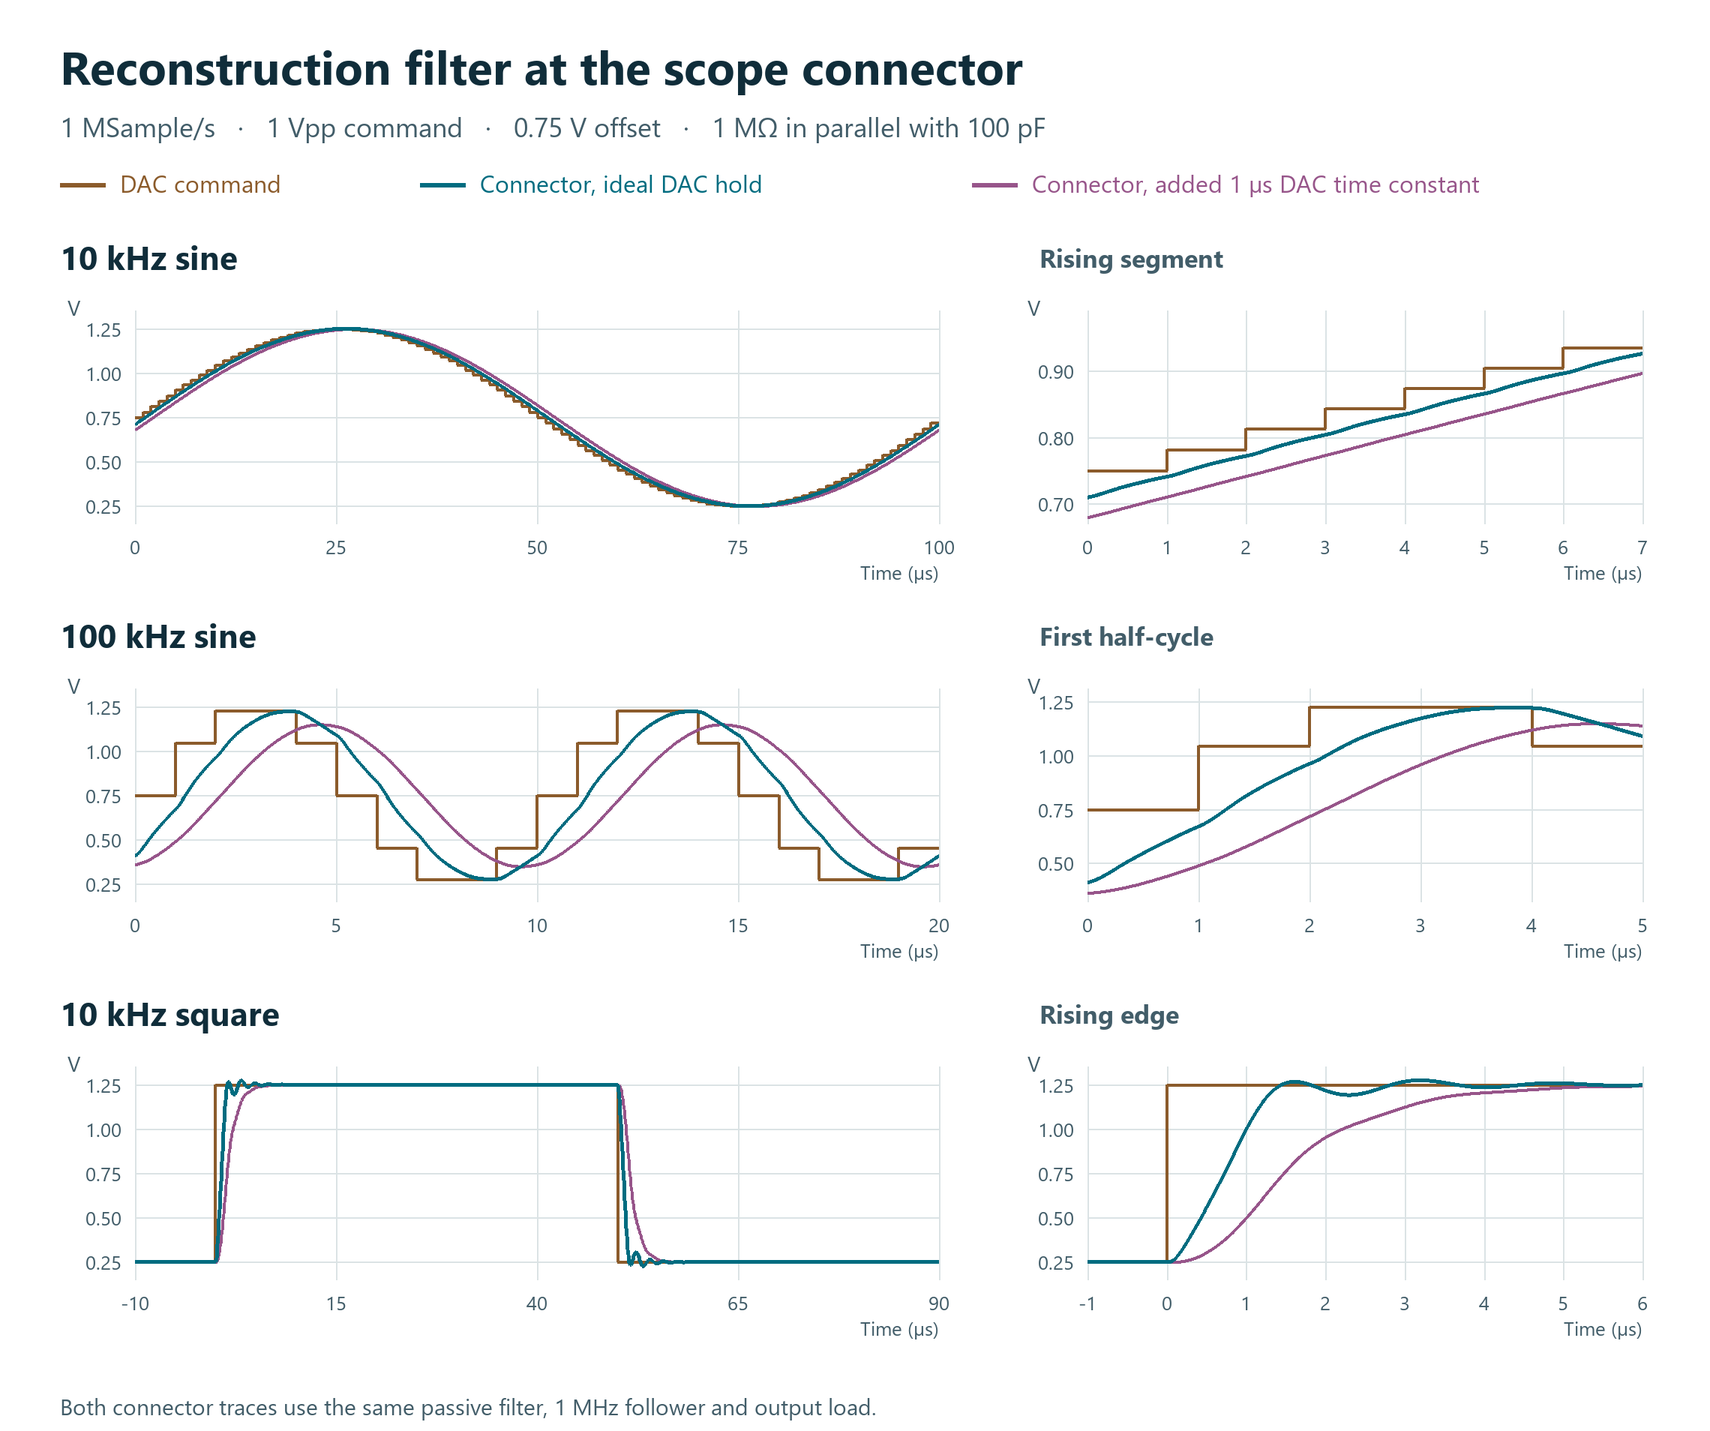 Reconstruction filter at the scope connector
1 MSample/s · 1 Vpp command · 0.75 V offset · 1 MΩ in parallel with 100 pF
DAC command
Connector, ideal DAC hold
Connector, added 1 µs DAC time constant
10 kHz sine
V
1.25
1.00
0.75
0.50
0.25
0 25 50 75 100
Time (µs)
Rising segment
V
0.90
0.80
0.70
0 1 2 3 4 5 6 7
Time (µs)
100 kHz sine
V
1.25
1.00
0.75
0.50
0.25
0 5 10 15 20
Time (µs)
First half-cycle
V
1.25
1.00
0.75
0.50
0 1 2 3 4 5
Time (µs)
10 kHz square
V
1.25
1.00
0.75
0.50
0.25
-10 15 40 65 90
Time (µs)
Rising edge
V
1.25
1.00
0.75
0.50
0.25
-1 0 1 2 3 4 5 6
Time (µs)
Both connector traces use the same passive filter, 1 MHz follower and output load.